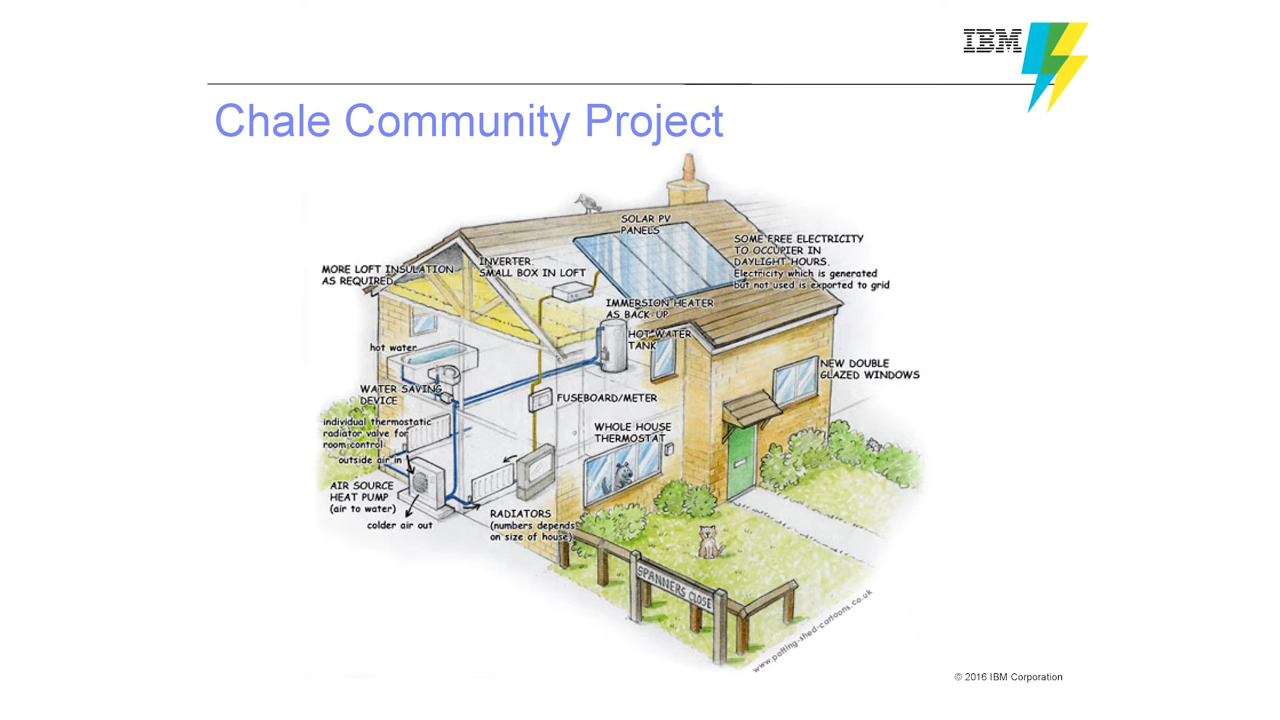 IBM
Chale Community Project
SOLAR PV
PANELS
SOME FREE ELECTRICITY
TO OCCUPIER IN
DAYLIGHT HOURS.
Electricity which is generated
but not used is exported to grid
INVERTER.
SMALL BOX IN LOFT
MORE LOFT INSULATION
AS REQUIRED
IMMERSION HEATER
AS BACK UP
HOT WATER
TANK
hot water
NEW DOUBLE
GLAZED WINDOWS
WATER SAVING
DEVICE
FUSEBOARD/METER
individual thermostatic
radiator valve for
room control
WHOLE HOUSE
THERMOSTAT
outside air in
AIR SOURCE
HEAT PUMP
(air to water)
colder air out
RADIATORS
(numbers depends
on size of house)
SPANNERS CLOSE
www.potting-shed-cartoons.co.uk
© 2016 IBM Corporation